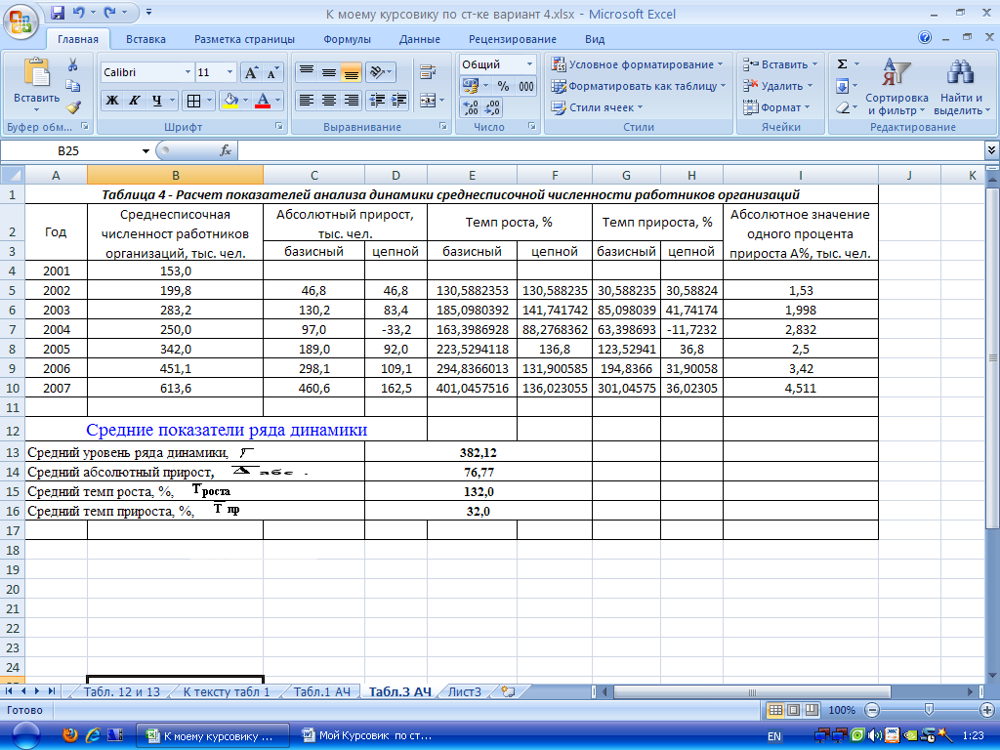 К моему курсовику по ст-ке вариант 4.xlsx - Microsoft Excel
Главная Вставка Разметка страницы Формулы Данные Рецензирование Вид
Вставить
Calibri 11
Ж К Ч
Общий
% 000
Условное форматирование
Форматировать как таблицу
Стили ячеек
Вставить
Удалить
Формат
Σ
Сортировка и фильтр
Найти и выделить
Буфер обм... Шрифт Выравнивание Число Стили Ячейки Редактирование
B25 fx
A B C D E F G H I J K
1 Таблица 4 - Расчет показателей анализа динамики среднесписочной численности работников организаций
2 Год Среднесписочная численност работников организаций, тыс. чел. Абсолютный прирост, тыс. чел. Темп роста, % Темп прироста, % Абсолютное значение одного процента прироста А%, тыс. чел.
3 базисный цепной базисный цепной базисный цепной
4 2001 153,0
5 2002 199,8 46,8 46,8 130,5882353 130,588235 30,588235 30,58824 1,53
6 2003 283,2 130,2 83,4 185,0980392 141,741742 85,098039 41,74174 1,998
7 2004 250,0 97,0 -33,2 163,3986928 88,2768362 63,398693 -11,7232 2,832
8 2005 342,0 189,0 92,0 223,5294118 136,8 123,52941 36,8 2,5
9 2006 451,1 298,1 109,1 294,8366013 131,900585 194,8366 31,90058 3,42
10 2007 613,6 460,6 162,5 401,0457516 136,023055 301,04575 36,02305 4,511
11
12 Средние показатели ряда динамики
13 Средний уровень ряда динамики, 382,12
14 Средний абсолютный прирост, 76,77
15 Средний темп роста, %, Т роста 132,0
16 Средний темп прироста, %, Т пр 32,0
17
18
19
20
21
22
23
24
Табл. 12 и 13 К тексту табл 1 Табл.1 АЧ Табл.3 АЧ Лист3
Готово 100%
К моему курсовику ... Мой Курсовик по ст... EN 1:23